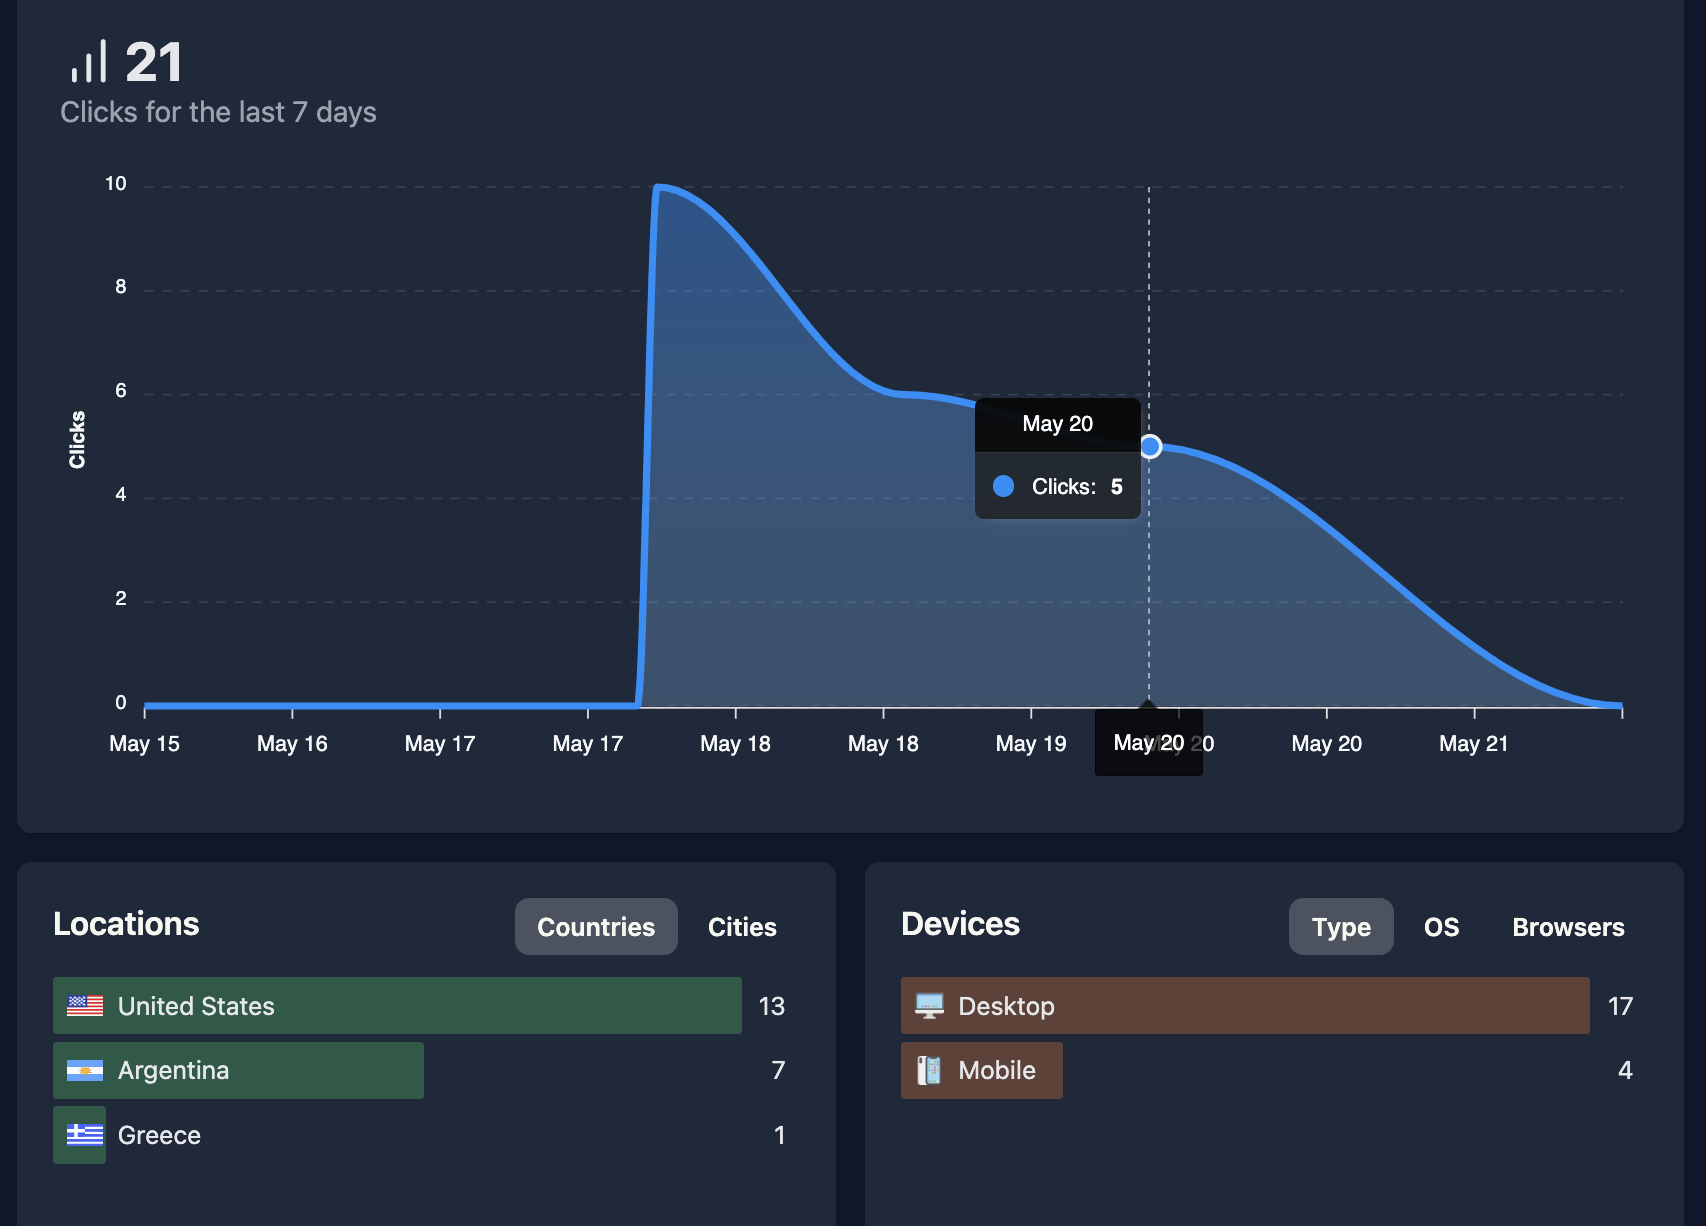 21
Clicks for the last 7 days
10
8
6
4
2
0
Clicks
May 20
Clicks: 5
May 15
May 16
May 17
May 17
May 18
May 18
May 19
May 20
May 20
May 20
May 21
Locations
Countries
Cities
United States 13
Argentina 7
Greece 1
Devices
Type
OS
Browsers
Desktop 17
Mobile 4